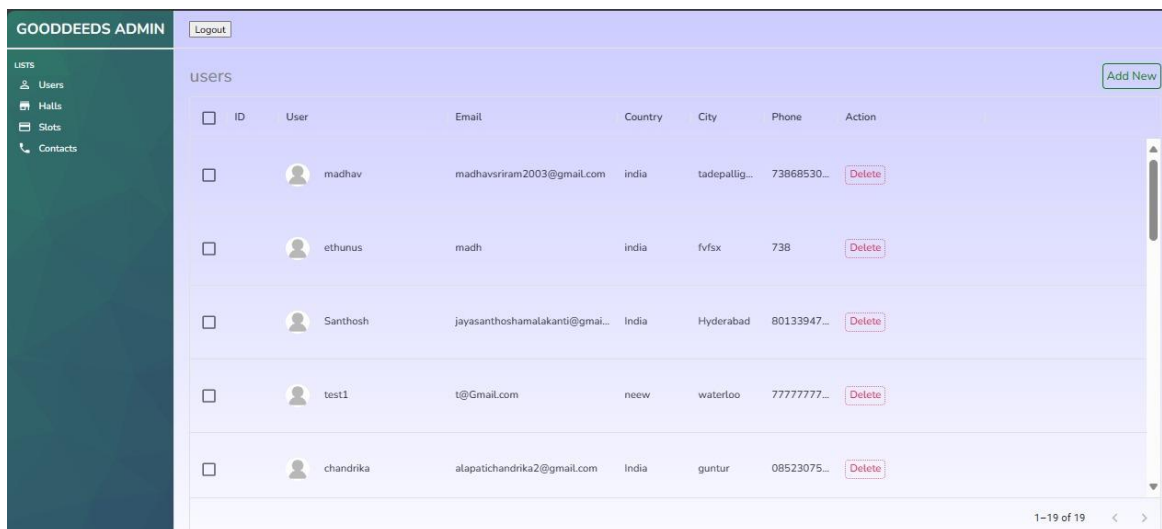 GOODDEEDS ADMIN
Logout
LISTS
Users
Halls
Slots
Contacts
users
Add New
ID User Email Country City Phone Action
madhav madhavsriram2003@gmail.com india tadepallig... 73868530... Delete
ethunus madh india fvfsx 738 Delete
Santhosh jayasanthoshamalakanti@gmai... India Hyderabad 80133947... Delete
test1 t@Gmail.com neew waterloo 77777777... Delete
chandrika alapatichandrika2@gmail.com India guntur 08523075... Delete
1–19 of 19